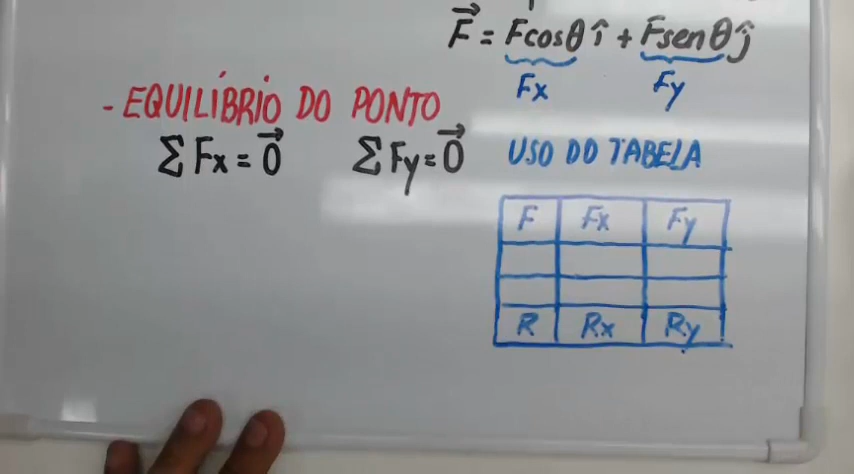 F⃗ = Fcosθ î + Fsenθ ĵ
Fx Fy
- EQUILÍBRIO DO PONTO
ΣFx = 0⃗ ΣFy = 0⃗
USO DO TABELA
F Fx Fy
R Rx Ry